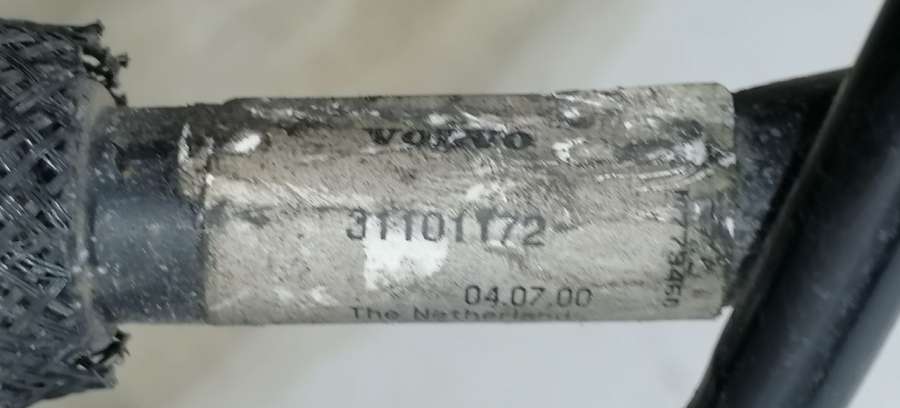 VOLVO
31101172
04.07.00
The Netherland